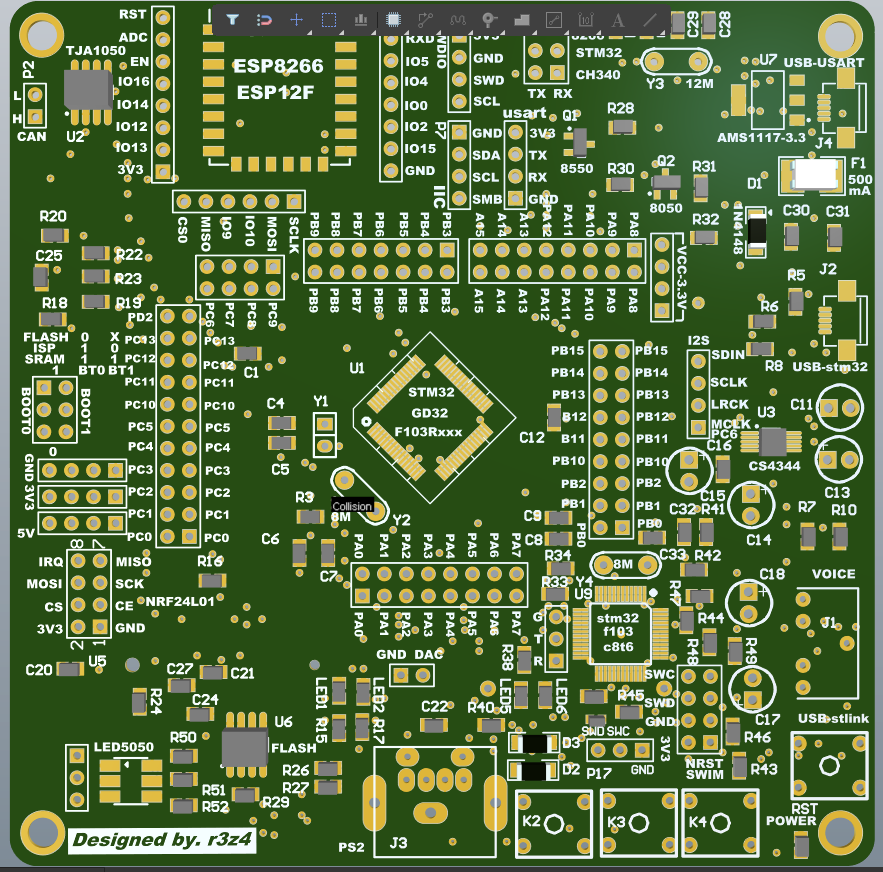 RST
ADC
EN
IO16
IO14
IO12
IO13
3V3
TJA1050
P2
L
H
CAN
U2
ESP8266
ESP12F
RXD
IO5
IO4
IO0
IO2
IO15
GND
GND
SWD
SCL
STM32
CH340
TX RX
usart
P7
GND
SDA
SCL
SMB
IIC
3V3
TX
RX
GND
Q1
8550
R28
R30
Q2
8050
R31
R32
C29
C28
Y3
12M
U7
USB-USART
AMS1117-3.3
J4
F1
500
mA
D1
1N4148
C30
C31
J2
R5
R6
R8
USB-stm32
CS0
MISO
IO9
IO10
MOSI
SCLK
PB9
PB8
PB7
PB6
PB5
PB4
PB3
A15
A14
A13
PA12
PA11
PA10
PA9
PA8
VCC-3.3V
PB9
PB8
PB7
PB6
PB5
PB4
PB3
A15
A14
A13
PA12
PA11
PA10
PA9
PA8
R20
C25
R22
R23
R19
R18
FLASH 0 X
ISP 0 1
SRAM 1 1
1 BT0 BT1
BOOT0
BOOT1
0
PC6
PC7
PC8
PC9
PD2
PC13
PC12
PC11
PC10
PC5
PC4
PC3
PC2
PC1
PC0
PC13
PC12
PC11
PC10
PC5
PC4
PC3
PC2
PC1
PC0
C1
U1
STM32
GD32
F103Rxxx
Y1
C4
C5
R3
8M
Collision
Y2
C6
C7
C12
PB15
PB14
PB13
B12
B11
PB10
PB2
PB1
PB0
PB15
PB14
PB13
PB12
PB11
PB10
PB2
PB1
PB0
I2S
SDIN
SCLK
LRCK
MCLK
PC6
U3
CS4344
C11
C13
C16
C15
C14
C9
C8
C32
R41
C33
R42
R7
R10
GND
3V3
5V
8
7
IRQ
MOSI
CS
3V3
MISO
SCK
CE
GND
2
1
U5
NRF24L01
R16
PA0
PA1
PA2
PA3
PA4
PA5
PA6
PA7
PA0
PA1
PA2
PA3
PA4
PA5
PA6
PA7
R34
R33
Y4
U9
8M
G
T
R
stm32
f103
c8t6
R47
R44
R48
R49
C18
VOICE
J1
C17
GND DAC
R38
LED1
LED2
R15
R17
C22
R40
LED5
LED6
R45
SWC
SWD
GND
3V3
NRST
SWIM
R46
R43
USB-stlink
C20
C27
C21
R24
C24
U6
FLASH
LED5050
R50
R51
R52
R29
R26
R27
PS2
J3
D3
D2
SWD SWC
P17
GND
K2
K3
K4
RST
POWER
Designed by. r3z4